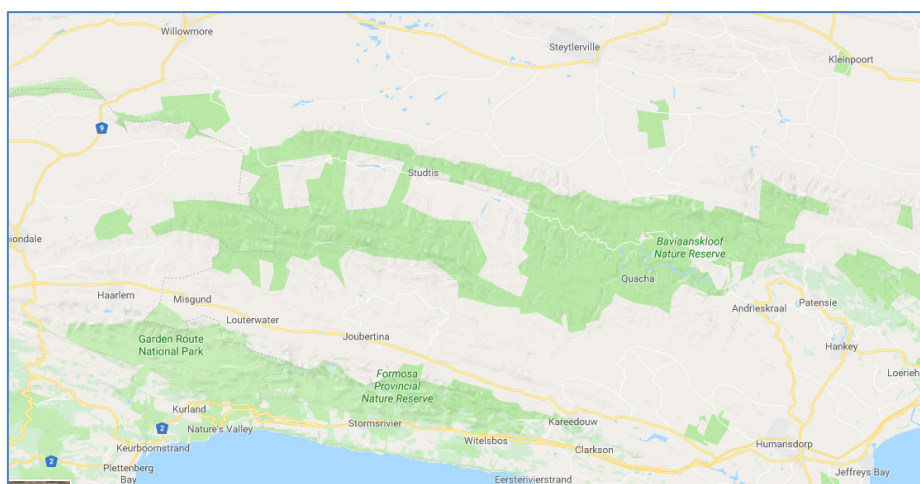 Willowmore
Steytlerville
Kleinpoort
9
Studtis
Baviaanskloof
Nature Reserve
niondale
Quacha
Haarlem
Misgund
Andrieskraal
Patensie
Louterwater
Joubertina
Garden Route
National Park
Hankey
Loerieh
Formosa
Provincial
Nature Reserve
Kurland
2
Nature's Valley
Stormsrivier
Kareedouw
Keurboomstrand
Witelsbos
Clarkson
Humansdorp
2
Plettenberg
Bay
Eersterivierstrand
Jeffreys Bay